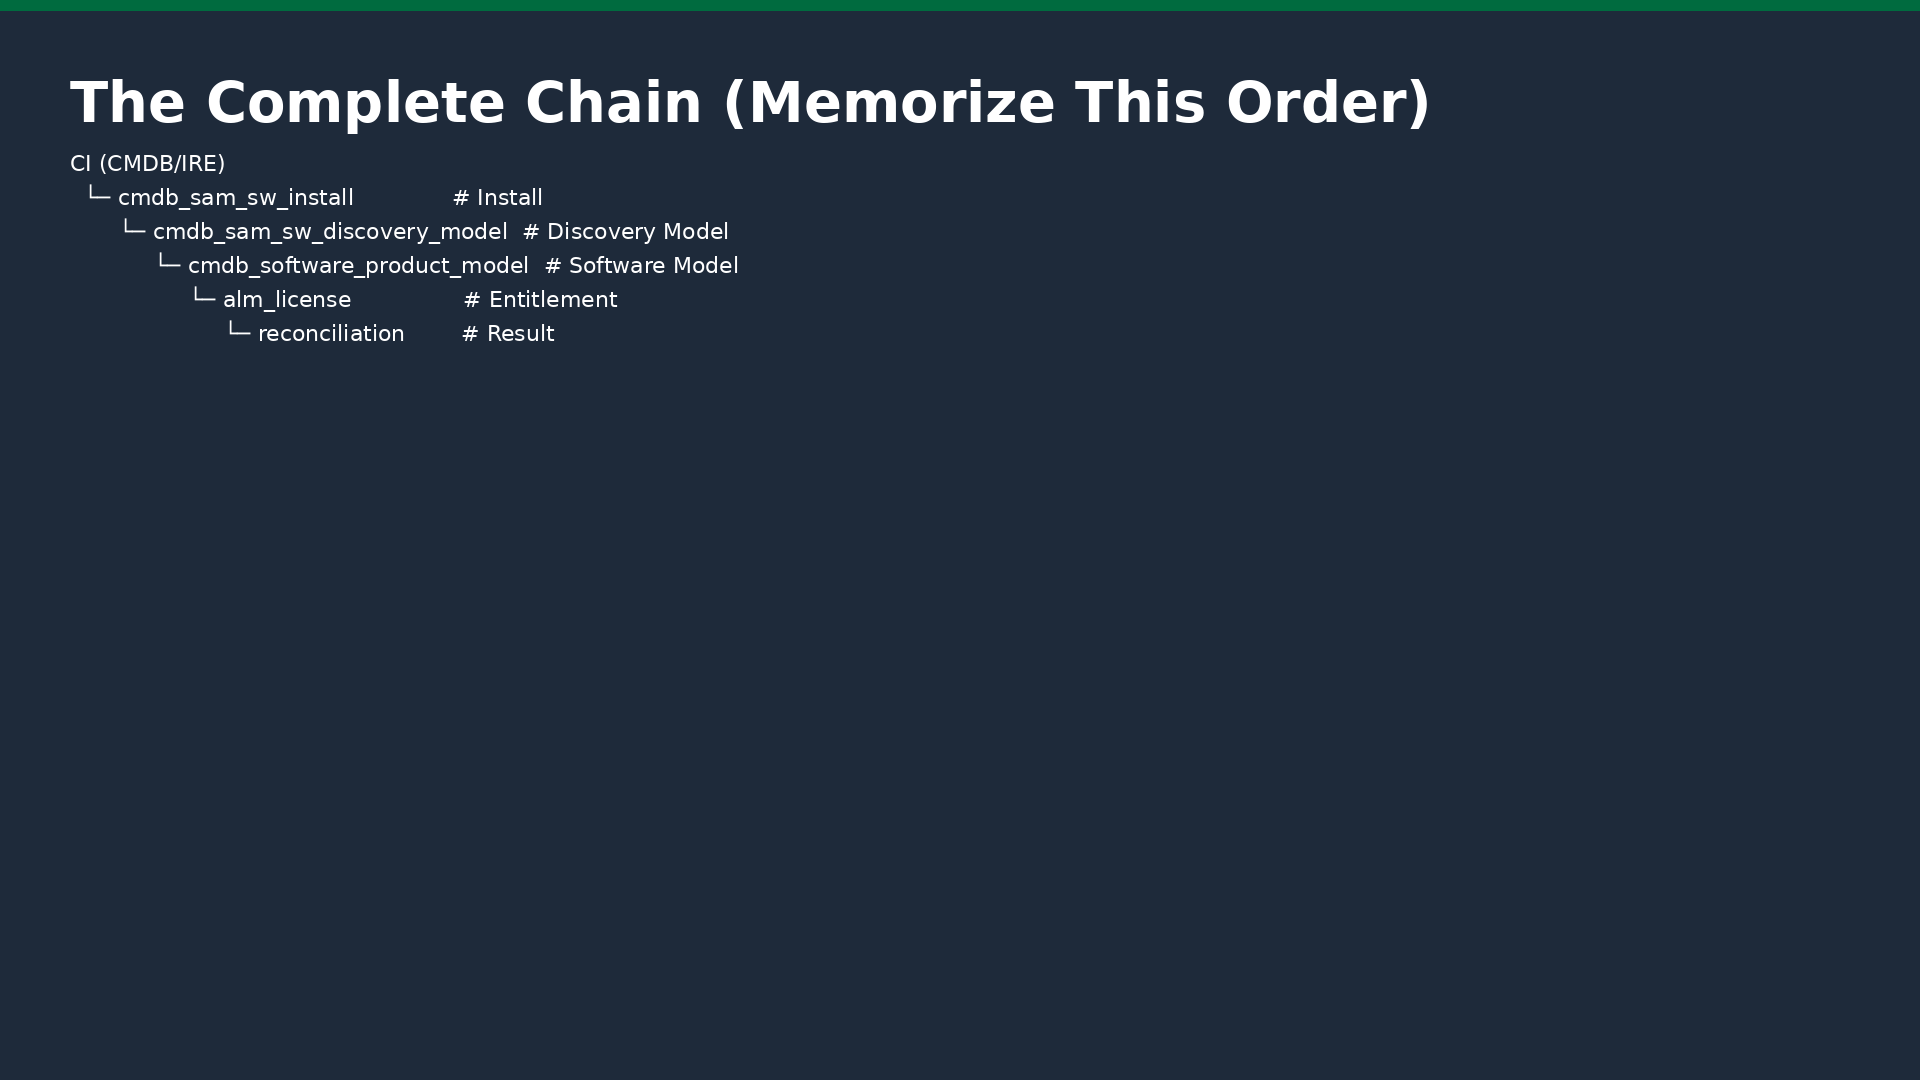 The Complete Chain (Memorize This Order)
CI (CMDB/IRE)
└─ cmdb_sam_sw_install # Install
└─ cmdb_sam_sw_discovery_model # Discovery Model
└─ cmdb_software_product_model # Software Model
└─ alm_license # Entitlement
└─ reconciliation # Result